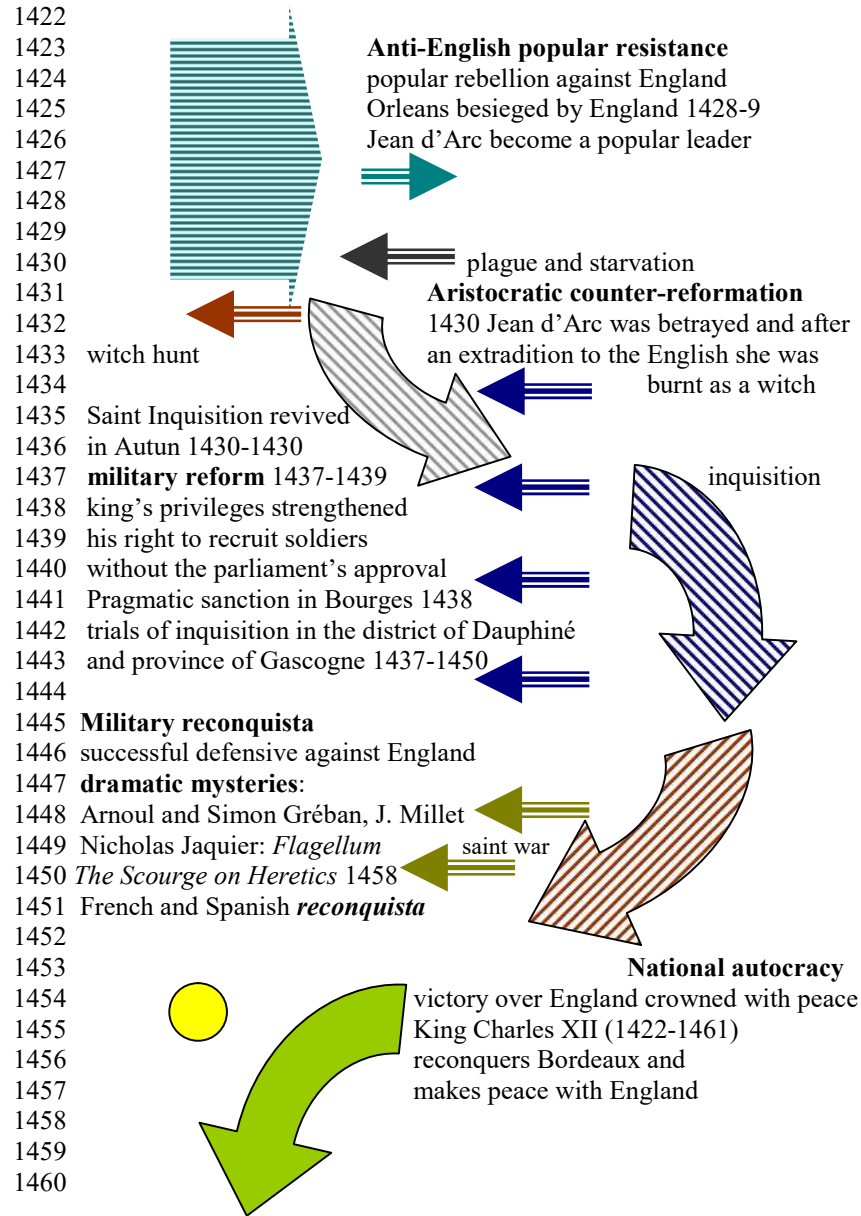 1422
1423 Anti-English popular resistance
1424 popular rebellion against England
1425 Orleans besieged by England 1428-9
1426 Jean d’Arc become a popular leader
1427
1428
1429
1430 plague and starvation
1431 Aristocratic counter-reformation
1432 1430 Jean d’Arc was betrayed and after
1433 witch hunt an extradition to the English she was
1434 burnt as a witch
1435 Saint Inquisition revived
1436 in Autun 1430-1430
1437 military reform 1437-1439 inquisition
1438 king’s privileges strengthened
1439 his right to recruit soldiers
1440 without the parliament’s approval
1441 Pragmatic sanction in Bourges 1438
1442 trials of inquisition in the district of Dauphiné
1443 and province of Gascogne 1437-1450
1444
1445 Military reconquista
1446 successful defensive against England
1447 dramatic mysteries:
1448 Arnoul and Simon Gréban, J. Millet
1449 Nicholas Jaquier: Flagellum saint war
1450 The Scourge on Heretics 1458
1451 French and Spanish reconquista
1452
1453 National autocracy
1454 victory over England crowned with peace
1455 King Charles XII (1422-1461)
1456 reconquers Bordeaux and
1457 makes peace with England
1458
1459
1460